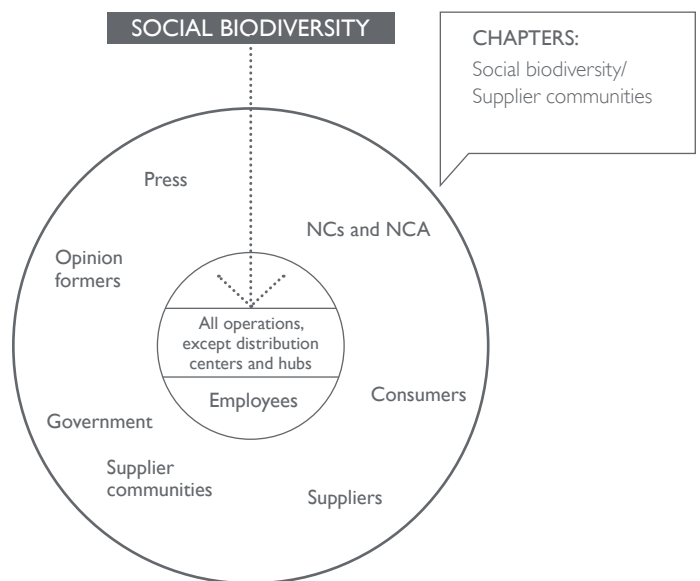 SOCIAL BIODIVERSITY
CHAPTERS:
Social biodiversity/
Supplier communities
Press
NCs and NCA
Opinion
formers
All operations,
except distribution
centers and hubs
Employees
Consumers
Government
Supplier
communities
Suppliers